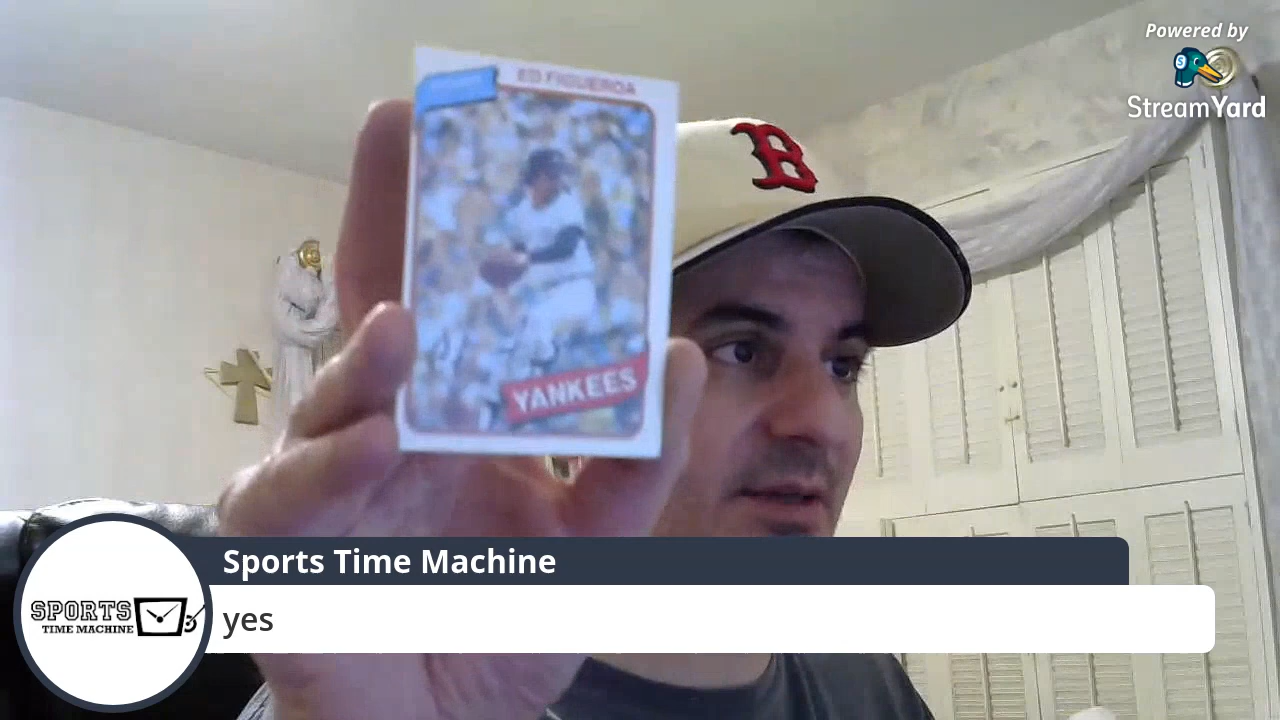 Powered by
StreamYard
ED FIGUEROA
B
YANKEES
Sports Time Machine
SPORTS
TIME MACHINE
yes